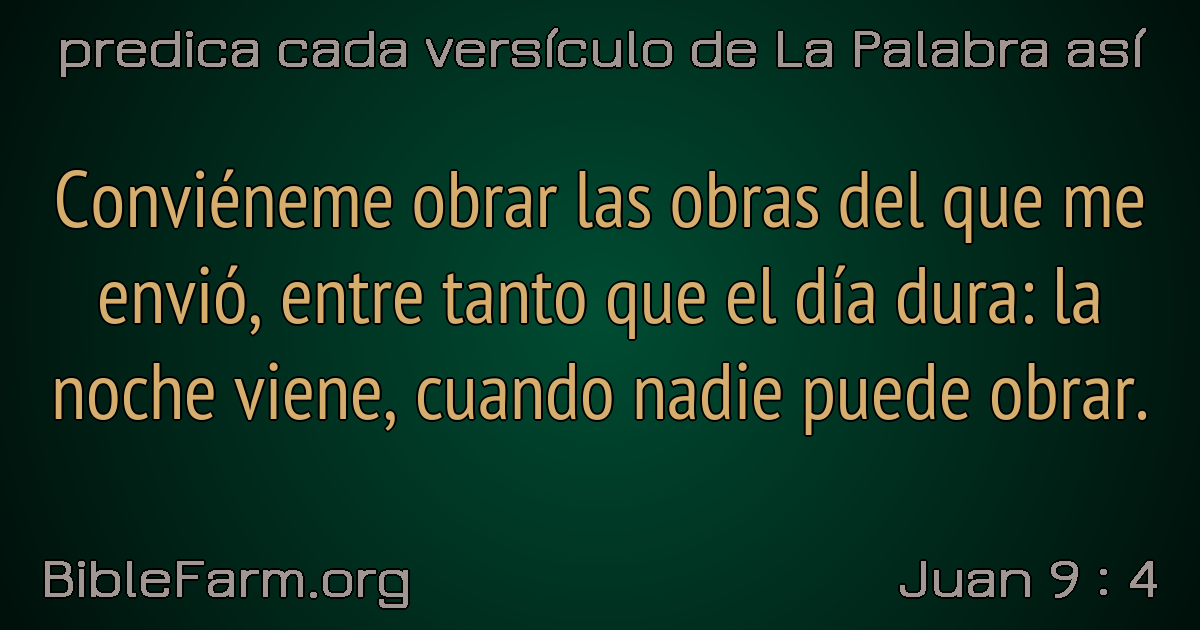 predica cada versículo de La Palabra así
Conviéneme obrar las obras del que me
envió, entre tanto que el día dura: la
noche viene, cuando nadie puede obrar.
BibleFarm.org
Juan 9 : 4